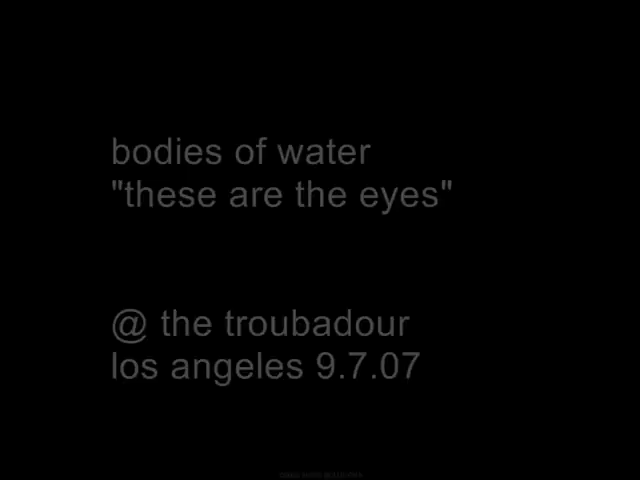 bodies of water
"these are the eyes"
@ the troubadour
los angeles 9.7.07